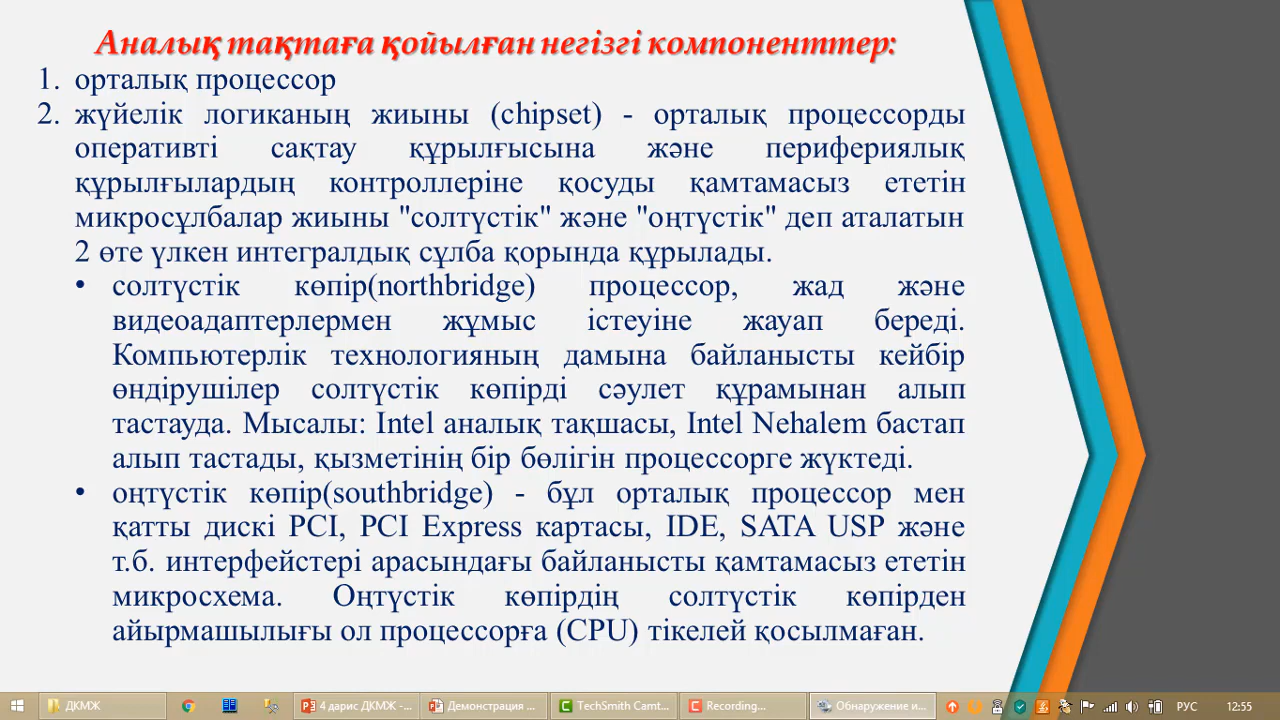 Аналық тақтаға қойылған негізгі компоненттер:
1. орталық процессор
2. жүйелік логиканың жиыны (chipset) - орталық процессорды
оперативті сақтау құрылғысына және перифериялық
құрылғылардың контроллеріне қосуды қамтамасыз ететін
микросұлбалар жиыны "солтүстік" және "оңтүстік" деп аталатын
2 өте үлкен интегралдық сұлба қорында құрылады.
• солтүстік көпір(northbridge) процессор, жад және
видеоадаптерлермен жұмыс істеуіне жауап береді.
Компьютерлік технологияның дамына байланысты кейбір
өндірушілер солтүстік көпірді сәулет құрамынан алып
тастауда. Мысалы: Intel аналық тақшасы, Intel Nehalem бастап
алып тастады, қызметінің бір бөлігін процессорге жүктеді.
• оңтүстік көпір(southbridge) - бұл орталық процессор мен
қатты дискі PCI, PCI Express картасы, IDE, SATA USP және
т.б. интерфейстері арасындағы байланысты қамтамасыз ететін
микросхема. Оңтүстік көпірдің солтүстік көпірден
айырмашылығы ол процессорға (CPU) тікелей қосылмаған.
ДКМЖ 4 дарис ДКМЖ -... Демонстрация ... TechSmith Camt... Recording... Обнаружение и... РУС 12:55